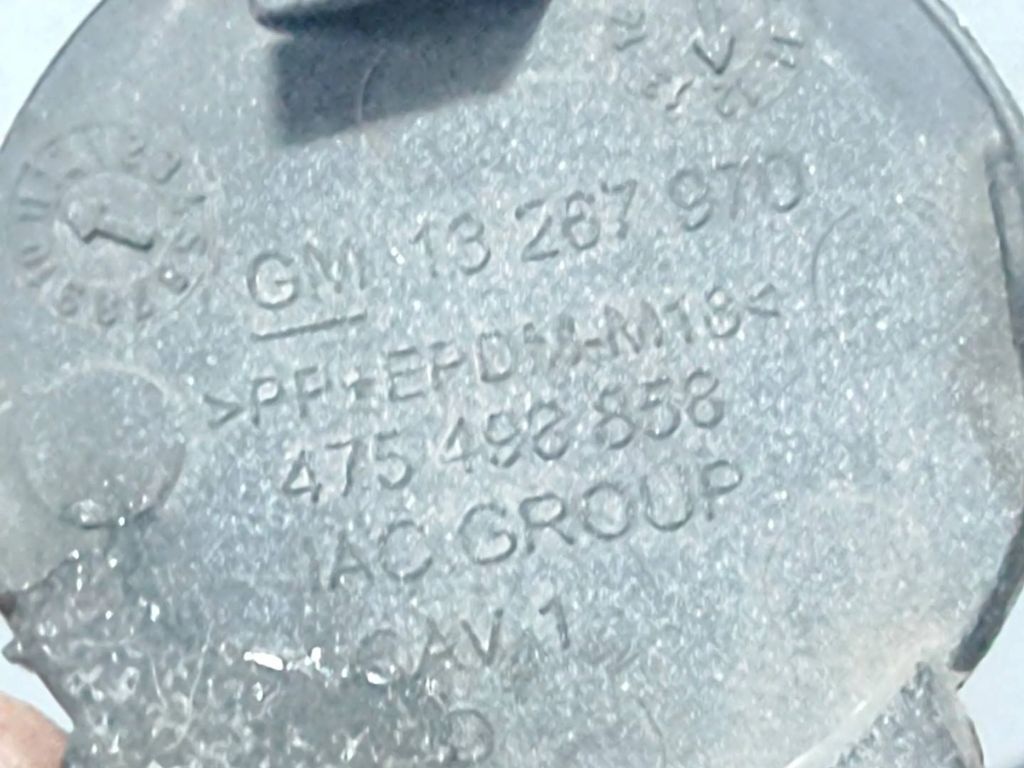 GM 13 267 970
>PP+EPDM-M18<
475 498 858
IAC GROUP
CAV 1